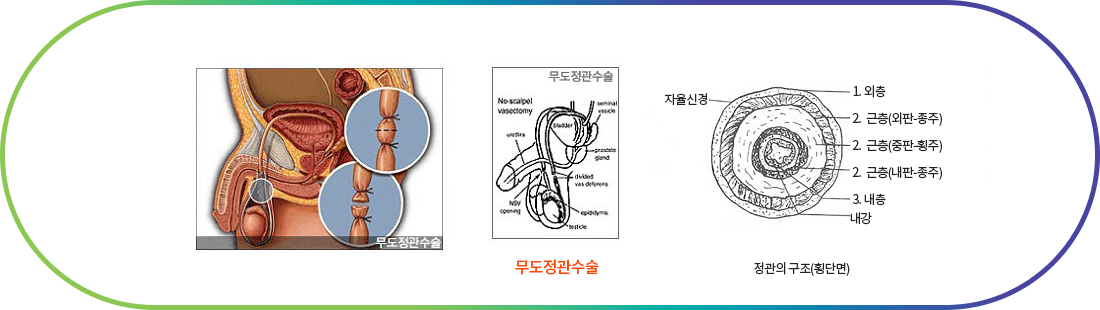 무도정관수술
무도정관수술
No-scalpel
vasectomy
seminal
vesicle
bladder
urethra
prostate
gland
divided
vas deferens
NSV
opening
epididymis
testicle
무도정관수술
자율신경
1. 외층
2. 근층(외판-종주)
2. 근층(중판-횡주)
2. 근층(내판-종주)
3. 내층
내강
정관의 구조(횡단면)